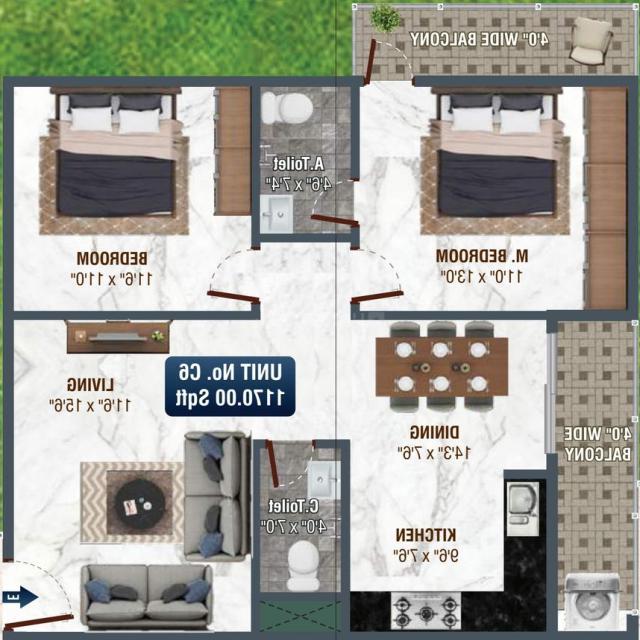 4'0" WIDE BALCONY
A.Toilet
4'6" x 7'4"
BEDROOM
11'6" x 11'0"
M. BEDROOM
11'0" x 13'0"
UNIT No. C6
1170.00 Sqft
LIVING
11'6" x 15'6"
DINING
14'3" x 7'6"
4'0" WIDE
BALCONY
C.Toilet
4'0" x 7'0"
KITCHEN
9'6" x 7'6"
E